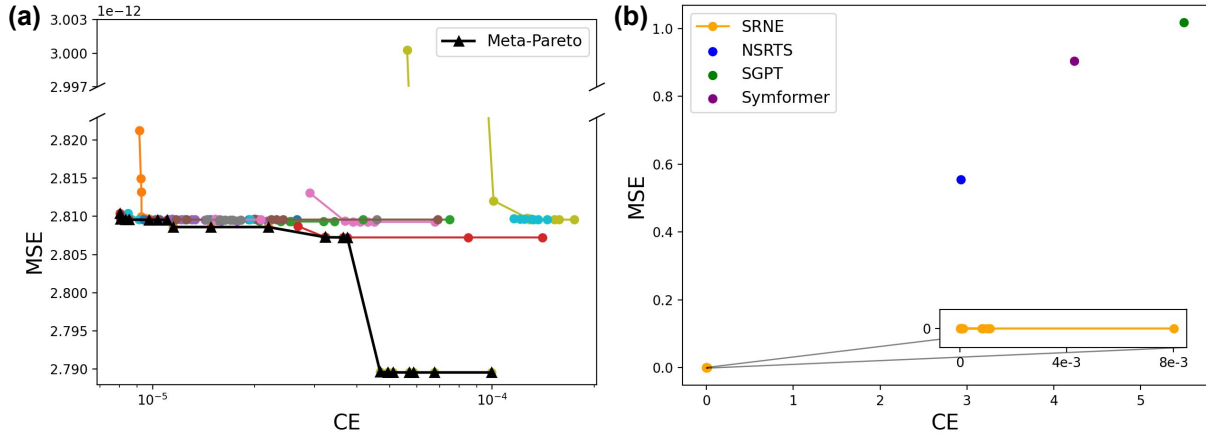 (a)
1e−12
3.003
3.000
2.997
2.820
2.815
2.810
2.805
2.800
2.795
2.790
MSE
Meta-Pareto
10⁻⁵
10⁻⁴
CE
(b)
SRNE
NSRTS
SGPT
Symformer
1.0
0.8
0.6
0.4
0.2
0.0
MSE
0
0
4e-3
8e-3
0 1 2 3 4 5
CE